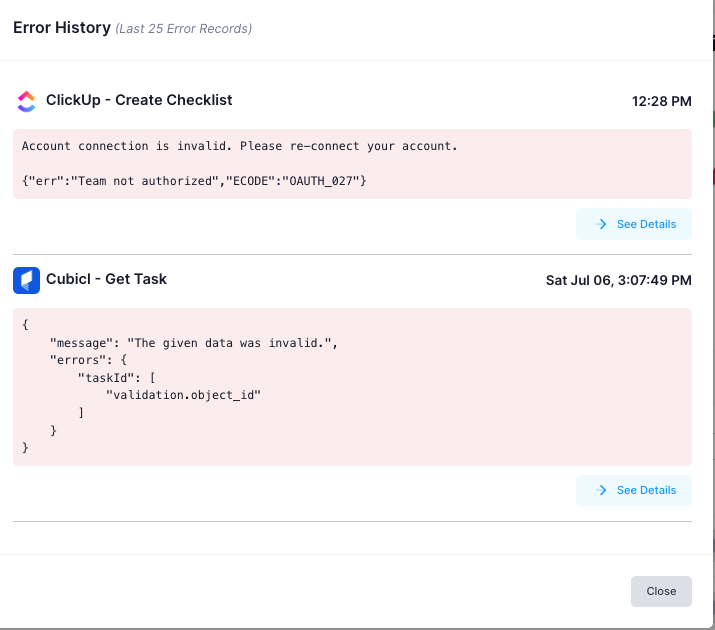 Error History (Last 25 Error Records)
ClickUp - Create Checklist 12:28 PM
Account connection is invalid. Please re-connect your account.
{"err":"Team not authorized","ECODE":"OAUTH_027"}
See Details
Cubicl - Get Task Sat Jul 06, 3:07:49 PM
{
    "message": "The given data was invalid.",
    "errors": {
        "taskId": [
            "validation.object_id"
        ]
    }
}
See Details
Close